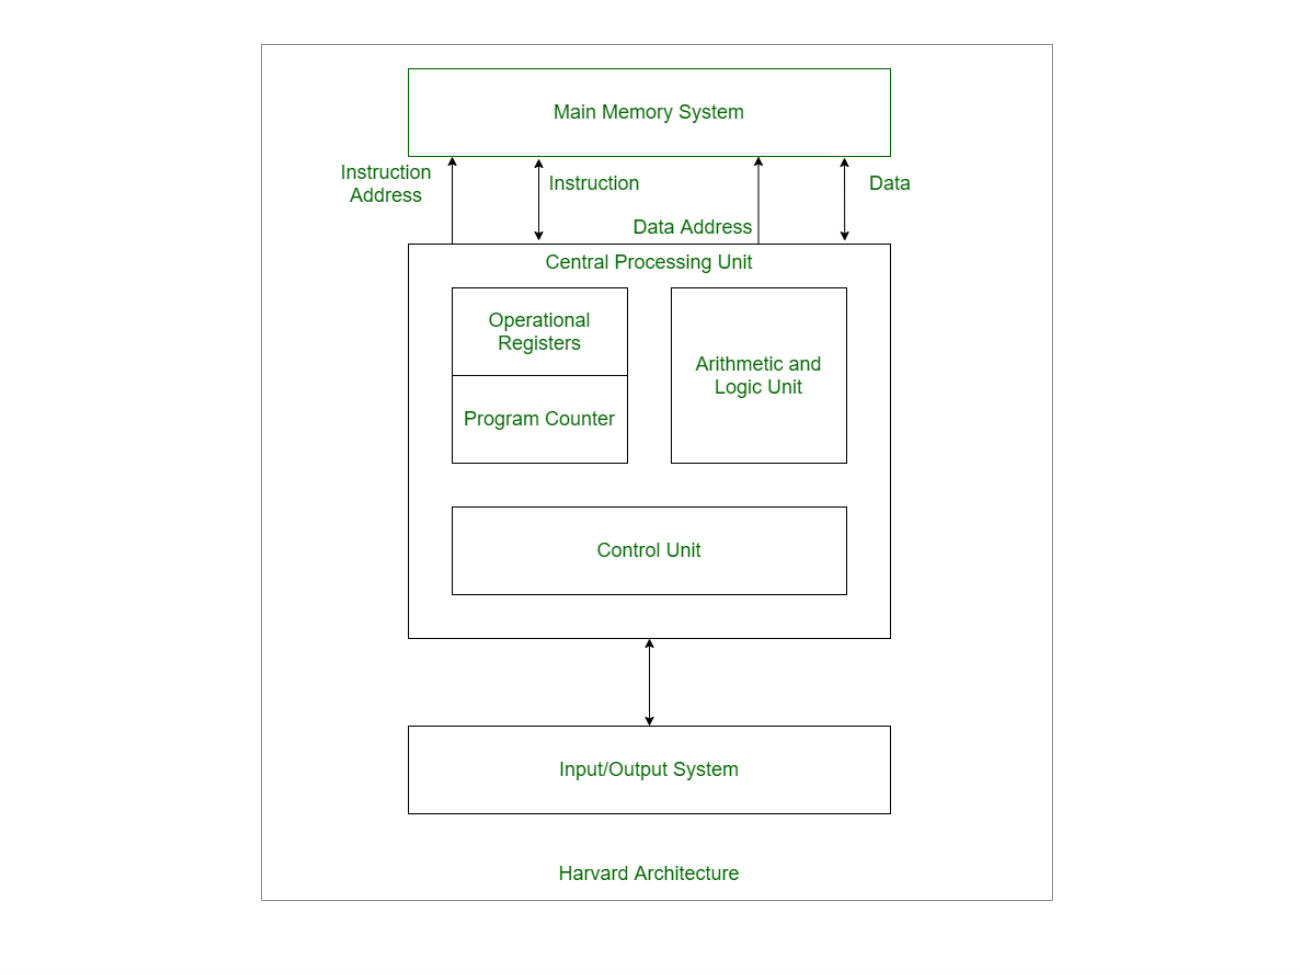 Main Memory System
Instruction
Address
Instruction
Data
Data Address
Central Processing Unit
Operational
Registers
Arithmetic and
Logic Unit
Program Counter
Control Unit
Input/Output System
Harvard Architecture